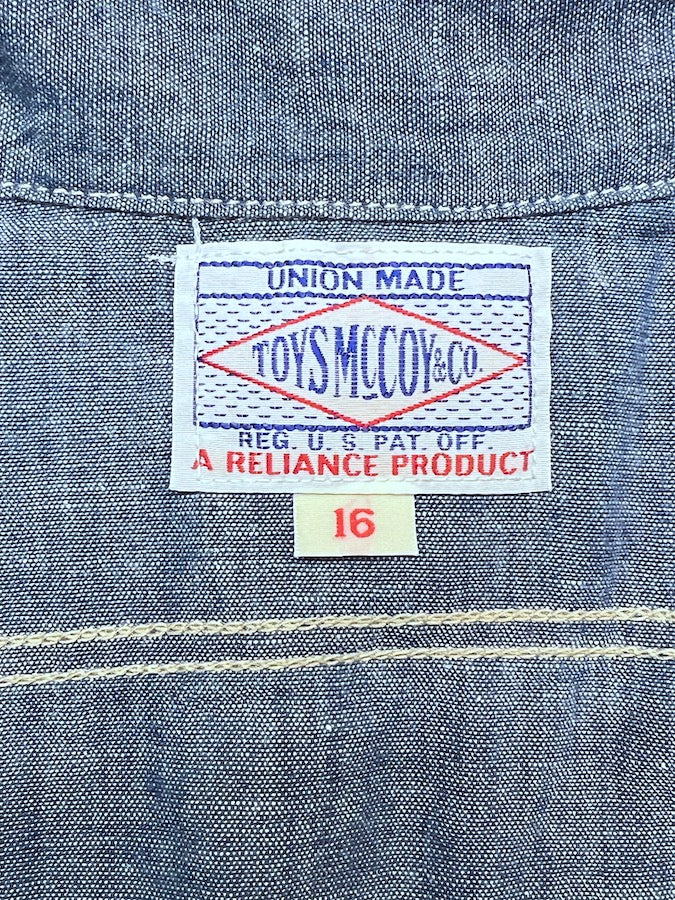 UNION MADE
TOYS McCOY & CO.
REG. U. S. PAT. OFF.
A RELIANCE PRODUCT
16